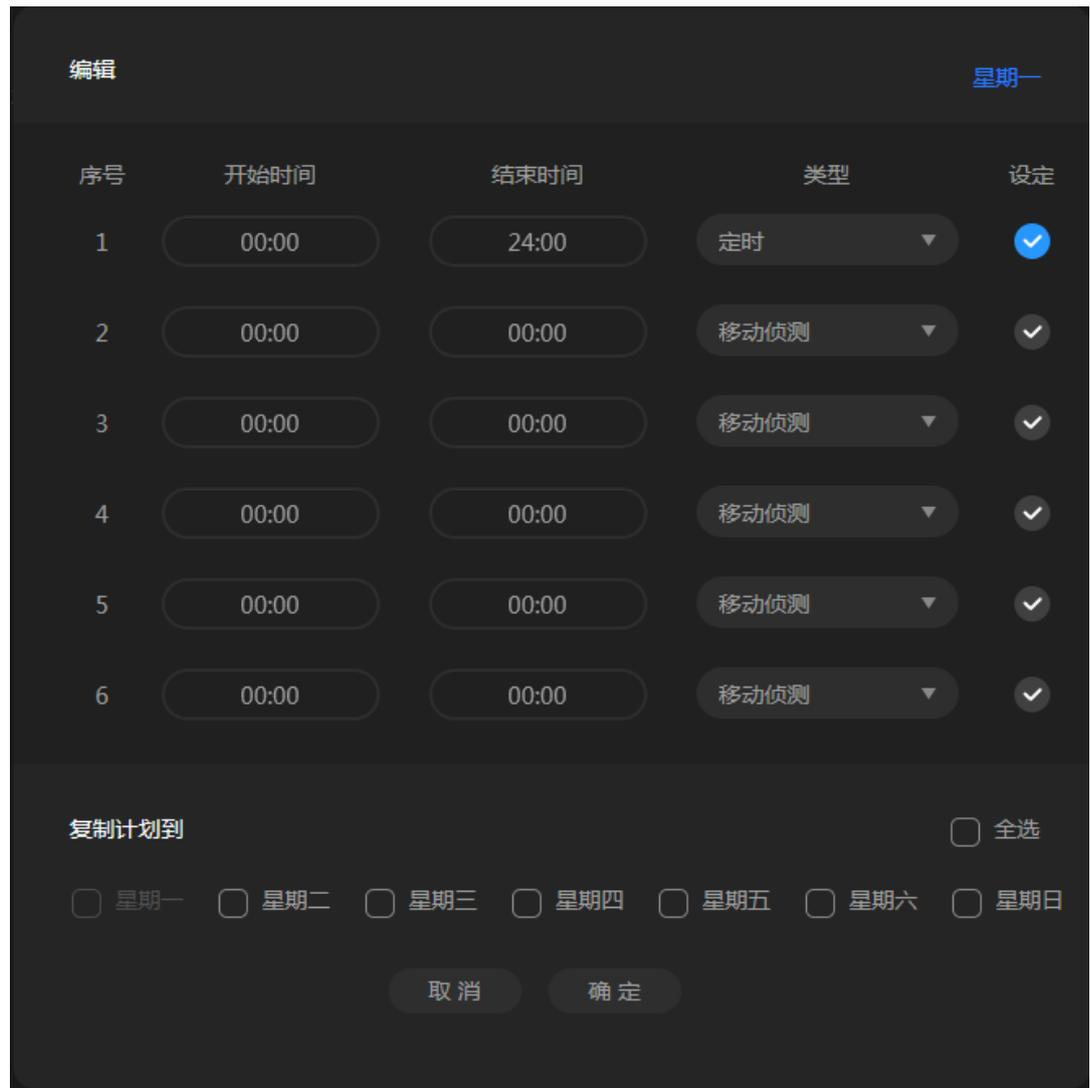 编辑
星期一
序号 开始时间 结束时间 类型 设定
1 00:00 24:00 定时
2 00:00 00:00 移动侦测
3 00:00 00:00 移动侦测
4 00:00 00:00 移动侦测
5 00:00 00:00 移动侦测
6 00:00 00:00 移动侦测
复制计划到 全选
星期一 星期二 星期三 星期四 星期五 星期六 星期日
取消 确定